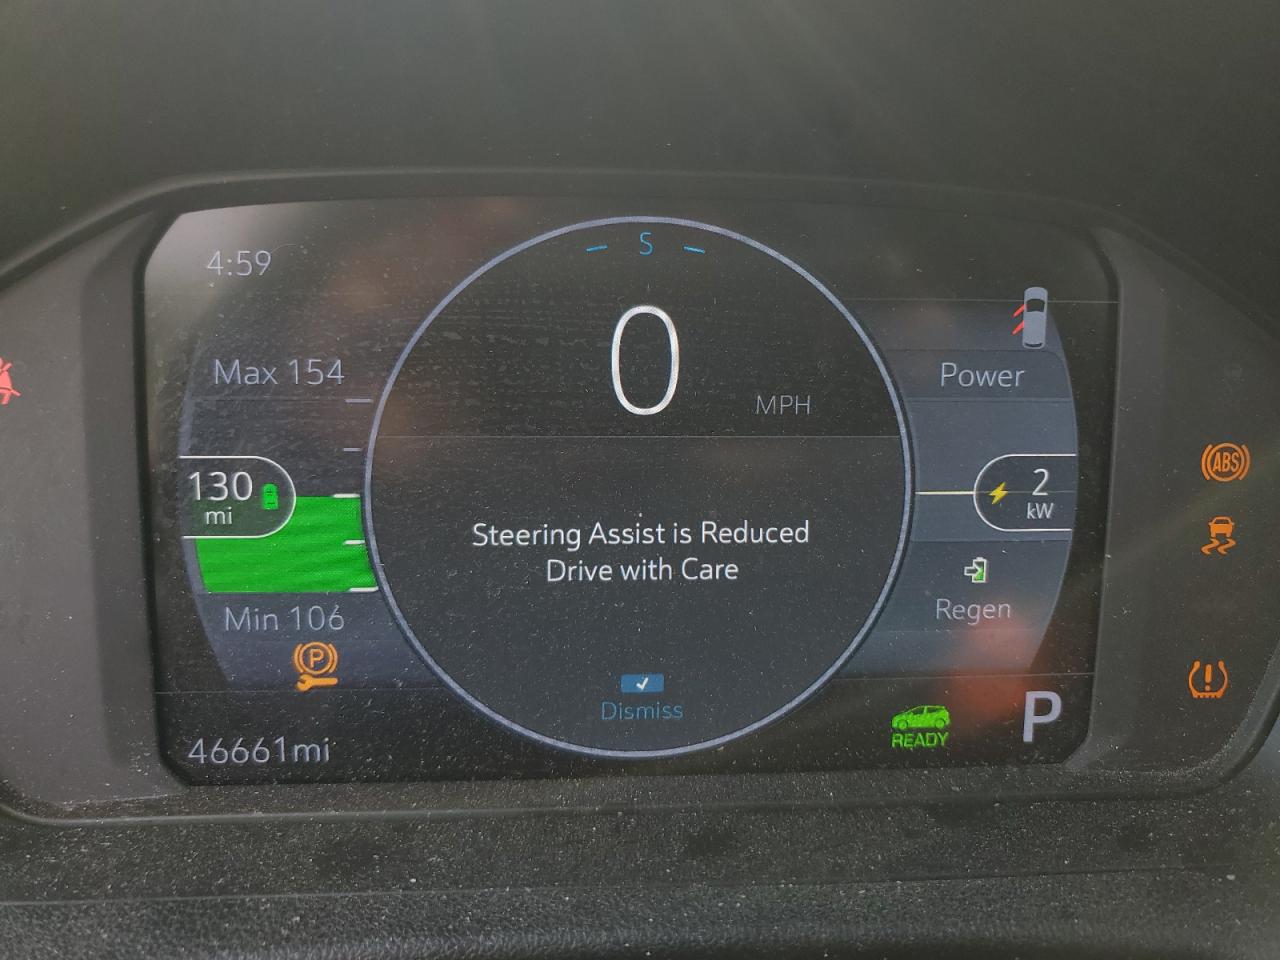 S
4:59
0
MPH
Max 154
Power
130
mi
2
kW
ABS
Steering Assist is Reduced
Drive with Care
Min 106
Regen
P
Dismiss
READY
P
46661mi